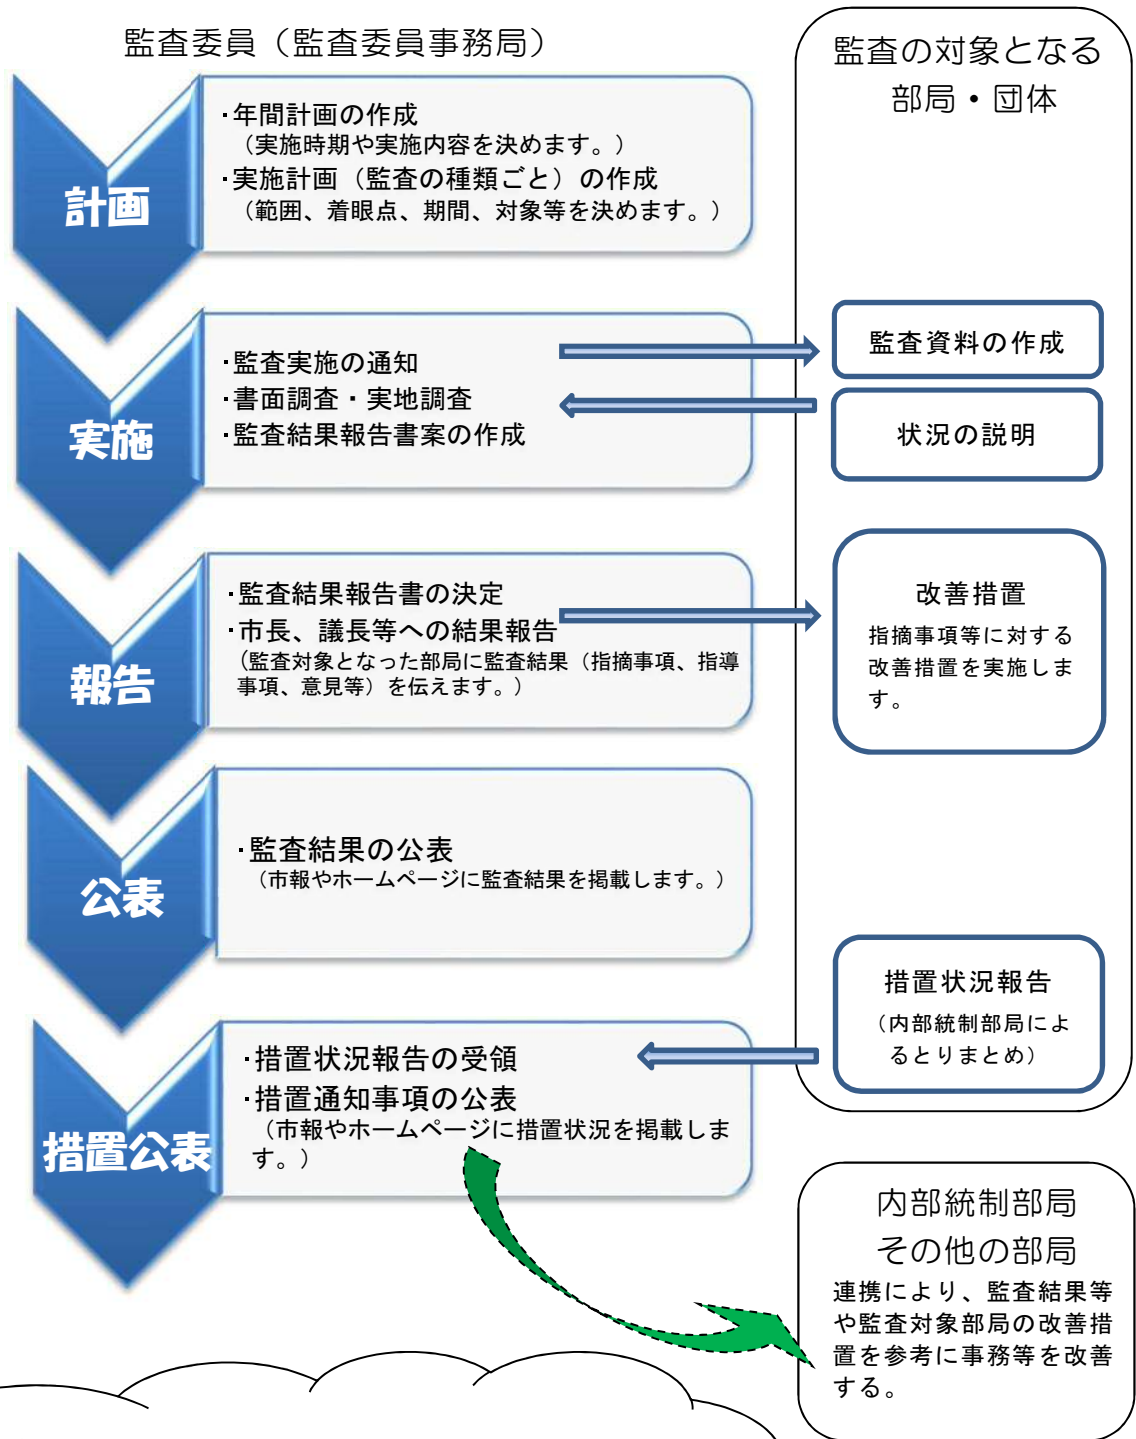 監査委員（監査委員事務局）
監査の対象となる
部局・団体
計画
・年間計画の作成
（実施時期や実施内容を決めます。）
・実施計画（監査の種類ごと）の作成
（範囲、着眼点、期間、対象等を決めます。）
実施
・監査実施の通知
・書面調査・実地調査
・監査結果報告書案の作成
監査資料の作成
状況の説明
報告
・監査結果報告書の決定
・市長、議長等への結果報告
（監査対象となった部局に監査結果（指摘事項、指導
事項、意見等）を伝えます。）
改善措置
指摘事項等に対する
改善措置を実施しま
す。
公表
・監査結果の公表
（市報やホームページに監査結果を掲載します。）
措置公表
・措置状況報告の受領
・措置通知事項の公表
（市報やホームページに措置状況を掲載しま
す。）
措置状況報告
（内部統制部局によ
るとりまとめ）
内部統制部局
その他の部局
連携により、監査結果等
や監査対象部局の改善措
置を参考に事務等を改善
する。